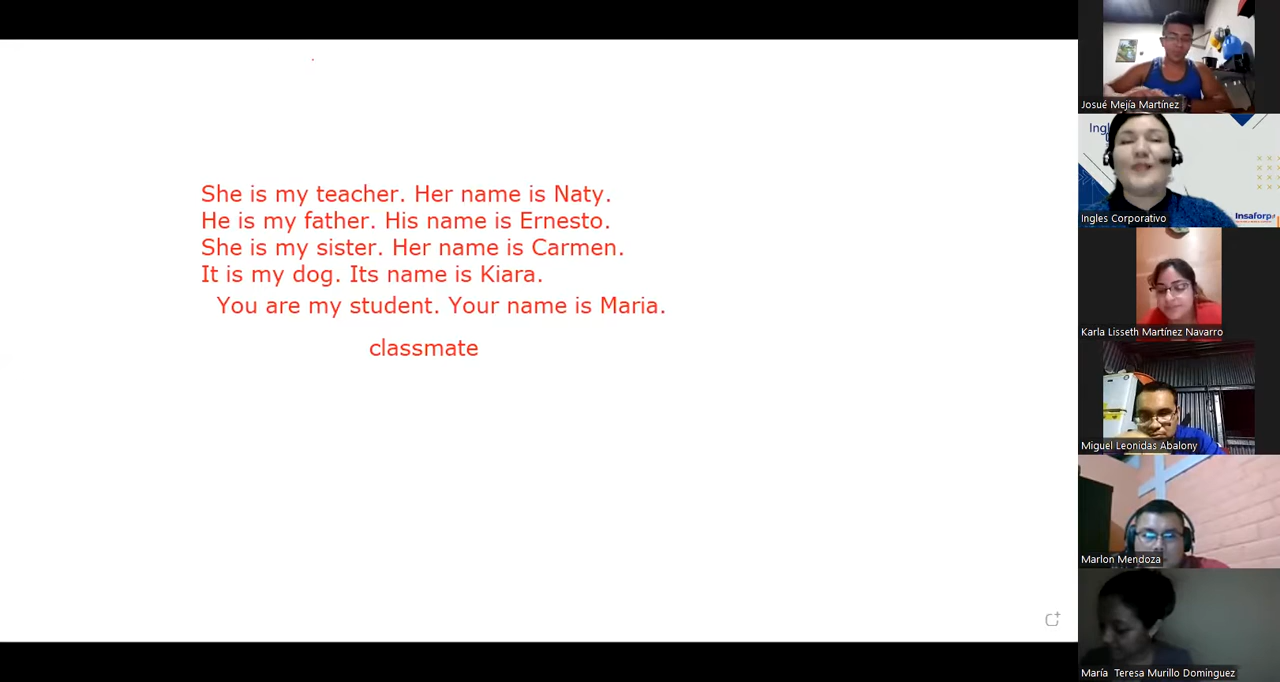 She is my teacher. Her name is Naty.
He is my father. His name is Ernesto.
She is my sister. Her name is Carmen.
It is my dog. Its name is Kiara.
You are my student. Your name is Maria.
classmate
Josué Mejía Martínez
Ingles Corporativo
Karla Lisseth Martínez Navarro
Miguel Leonidas Abalony
Marlon Mendoza
María Teresa Murillo Dominguez